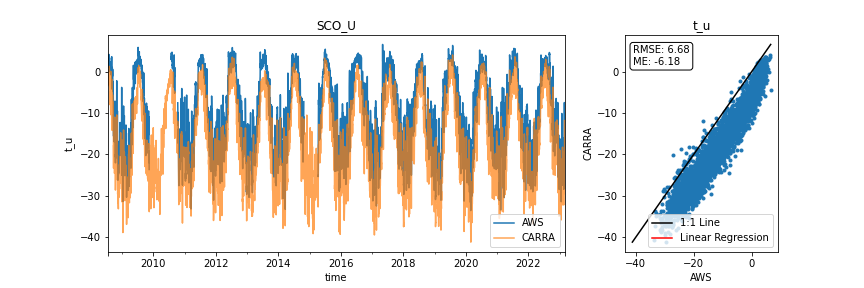 SCO_U
t_u
0
−10
−20
−30
−40
2010
2012
2014
2016
2018
2020
2022
time
AWS
CARRA
t_u
RMSE: 6.68
ME: -6.18
CARRA
0
−10
−20
−30
−40
−40
−20
0
AWS
1:1 Line
Linear Regression